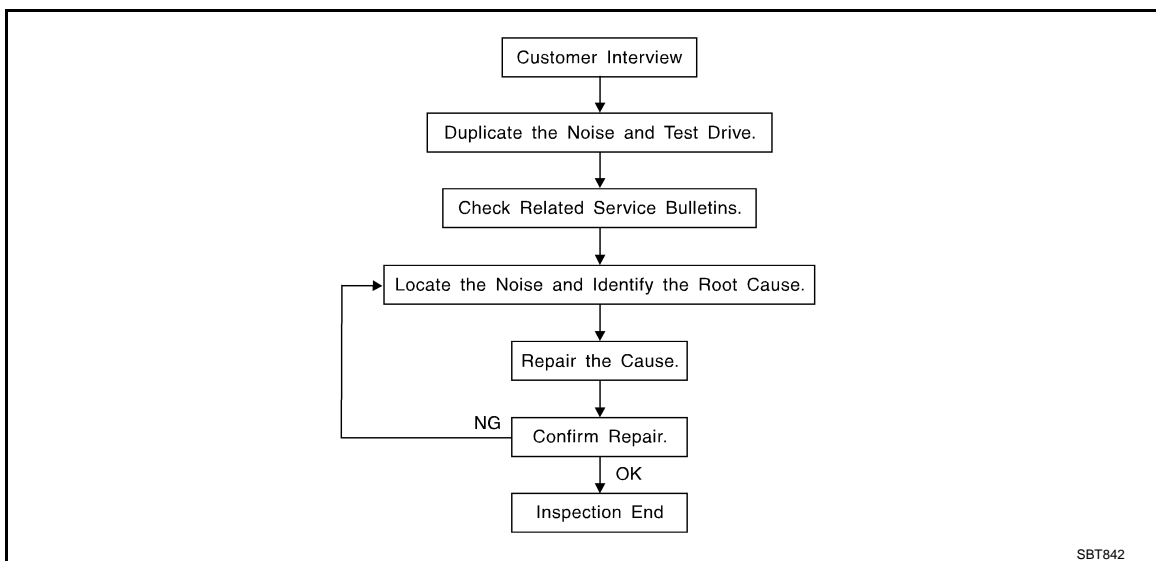 Customer Interview
Duplicate the Noise and Test Drive.
Check Related Service Bulletins.
Locate the Noise and Identify the Root Cause.
Repair the Cause.
NG
Confirm Repair.
OK
Inspection End
SBT842